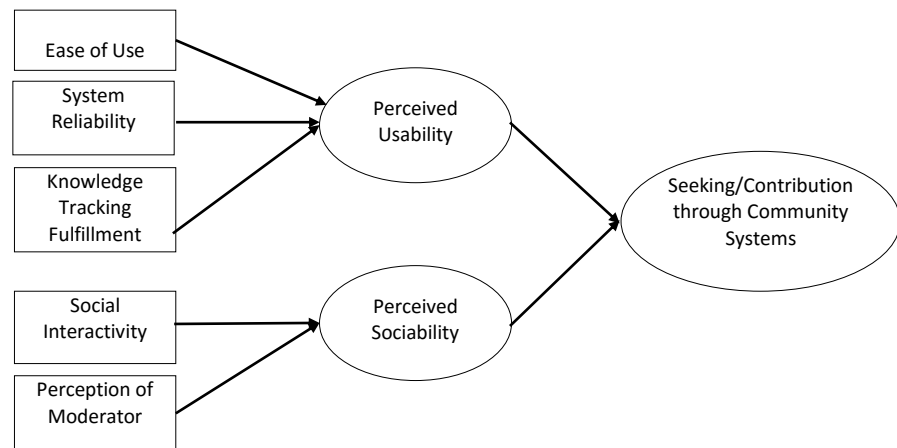 Ease of Use
System
Reliability
Knowledge
Tracking
Fulfillment
Social
Interactivity
Perception of
Moderator
Perceived
Usability
Perceived
Sociability
Seeking/Contribution
through Community
Systems